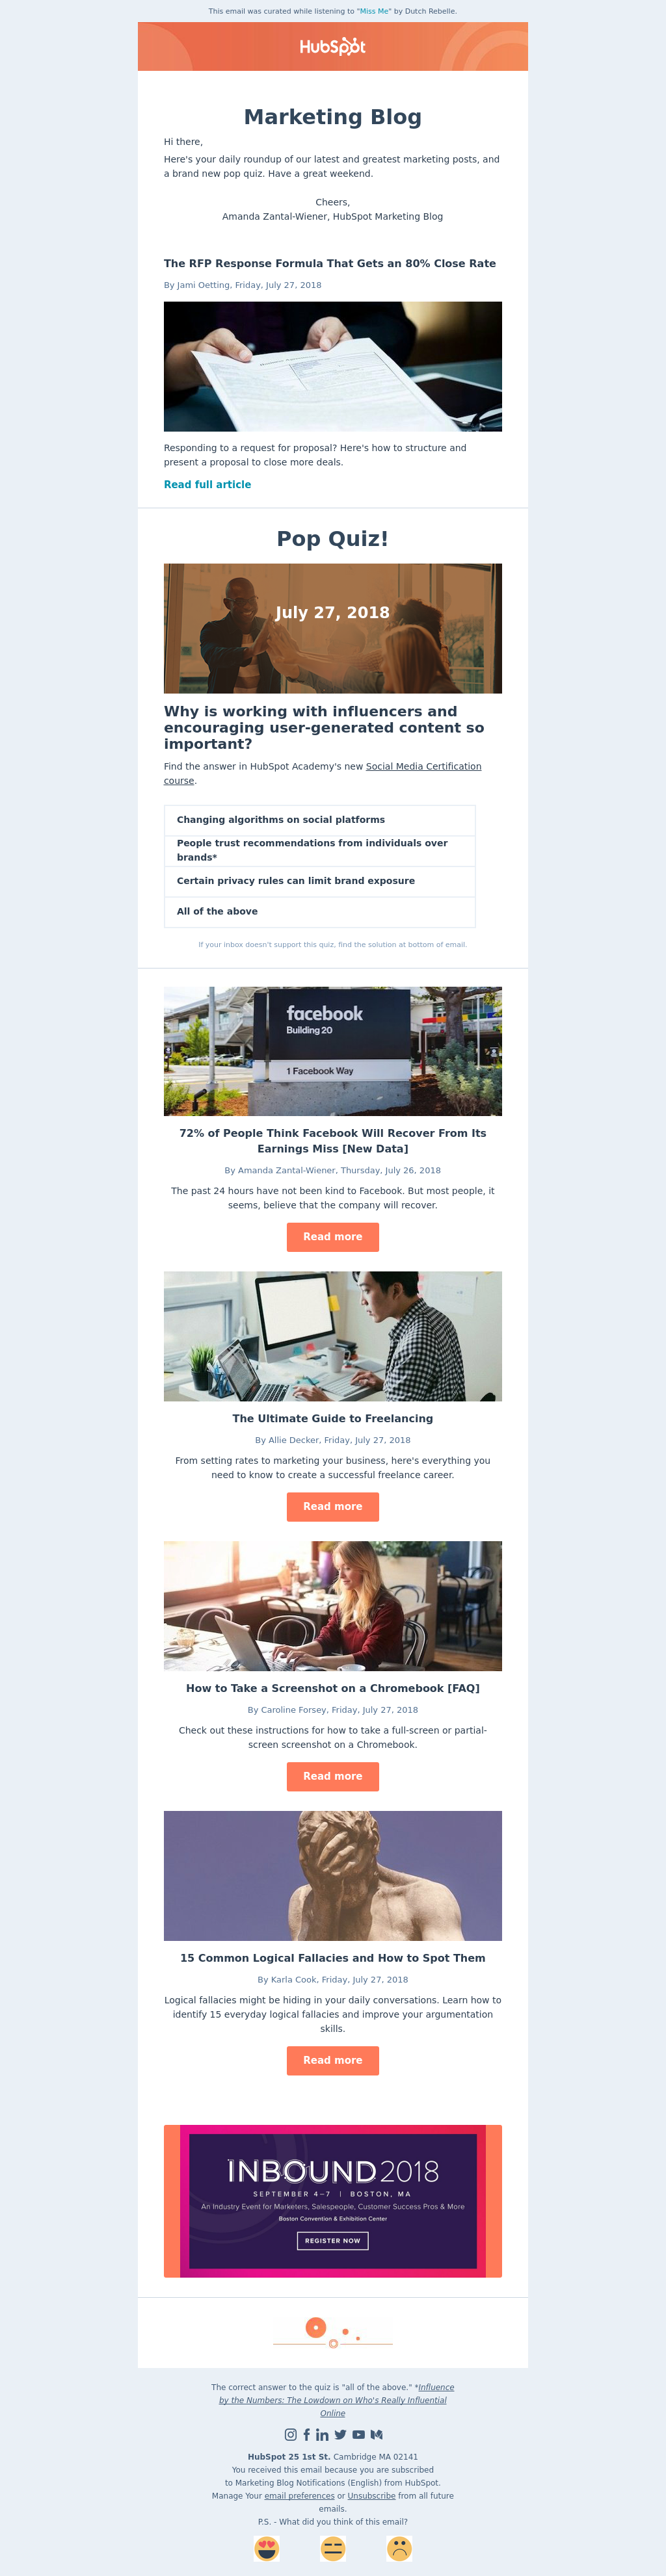 This email was curated while listening to "Miss Me" by Dutch Rebelle.
HubSpot
Marketing Blog
Hi there,
Here's your daily roundup of our latest and greatest marketing posts, and
a brand new pop quiz. Have a great weekend.
Cheers,
Amanda Zantal-Wiener, HubSpot Marketing Blog
The RFP Response Formula That Gets an 80% Close Rate
By Jami Oetting, Friday, July 27, 2018
Responding to a request for proposal? Here's how to structure and
present a proposal to close more deals.
Read full article
Pop Quiz!
July 27, 2018
Why is working with influencers and
encouraging user-generated content so
important?
Find the answer in HubSpot Academy's new Social Media Certification
course.
Changing algorithms on social platforms
People trust recommendations from individuals over
brands*
Certain privacy rules can limit brand exposure
All of the above
If your inbox doesn't support this quiz, find the solution at bottom of email.
facebook
Building 20
1 Facebook Way
72% of People Think Facebook Will Recover From Its
Earnings Miss [New Data]
By Amanda Zantal-Wiener, Thursday, July 26, 2018
The past 24 hours have not been kind to Facebook. But most people, it
seems, believe that the company will recover.
Read more
The Ultimate Guide to Freelancing
By Allie Decker, Friday, July 27, 2018
From setting rates to marketing your business, here's everything you
need to know to create a successful freelance career.
Read more
How to Take a Screenshot on a Chromebook [FAQ]
By Caroline Forsey, Friday, July 27, 2018
Check out these instructions for how to take a full-screen or partial-
screen screenshot on a Chromebook.
Read more
15 Common Logical Fallacies and How to Spot Them
By Karla Cook, Friday, July 27, 2018
Logical fallacies might be hiding in your daily conversations. Learn how to
identify 15 everyday logical fallacies and improve your argumentation
skills.
Read more
INBOUND 2018
SEPTEMBER 4–7 | BOSTON, MA
An Industry Event for Marketers, Salespeople, Customer Success Pros & More
Boston Convention & Exhibition Center
REGISTER NOW
The correct answer to the quiz is "all of the above." *Influence
by the Numbers: The Lowdown on Who's Really Influential
Online
HubSpot 25 1st St. Cambridge MA 02141
You received this email because you are subscribed
to Marketing Blog Notifications (English) from HubSpot.
Manage Your email preferences or Unsubscribe from all future
emails.
P.S. - What did you think of this email?